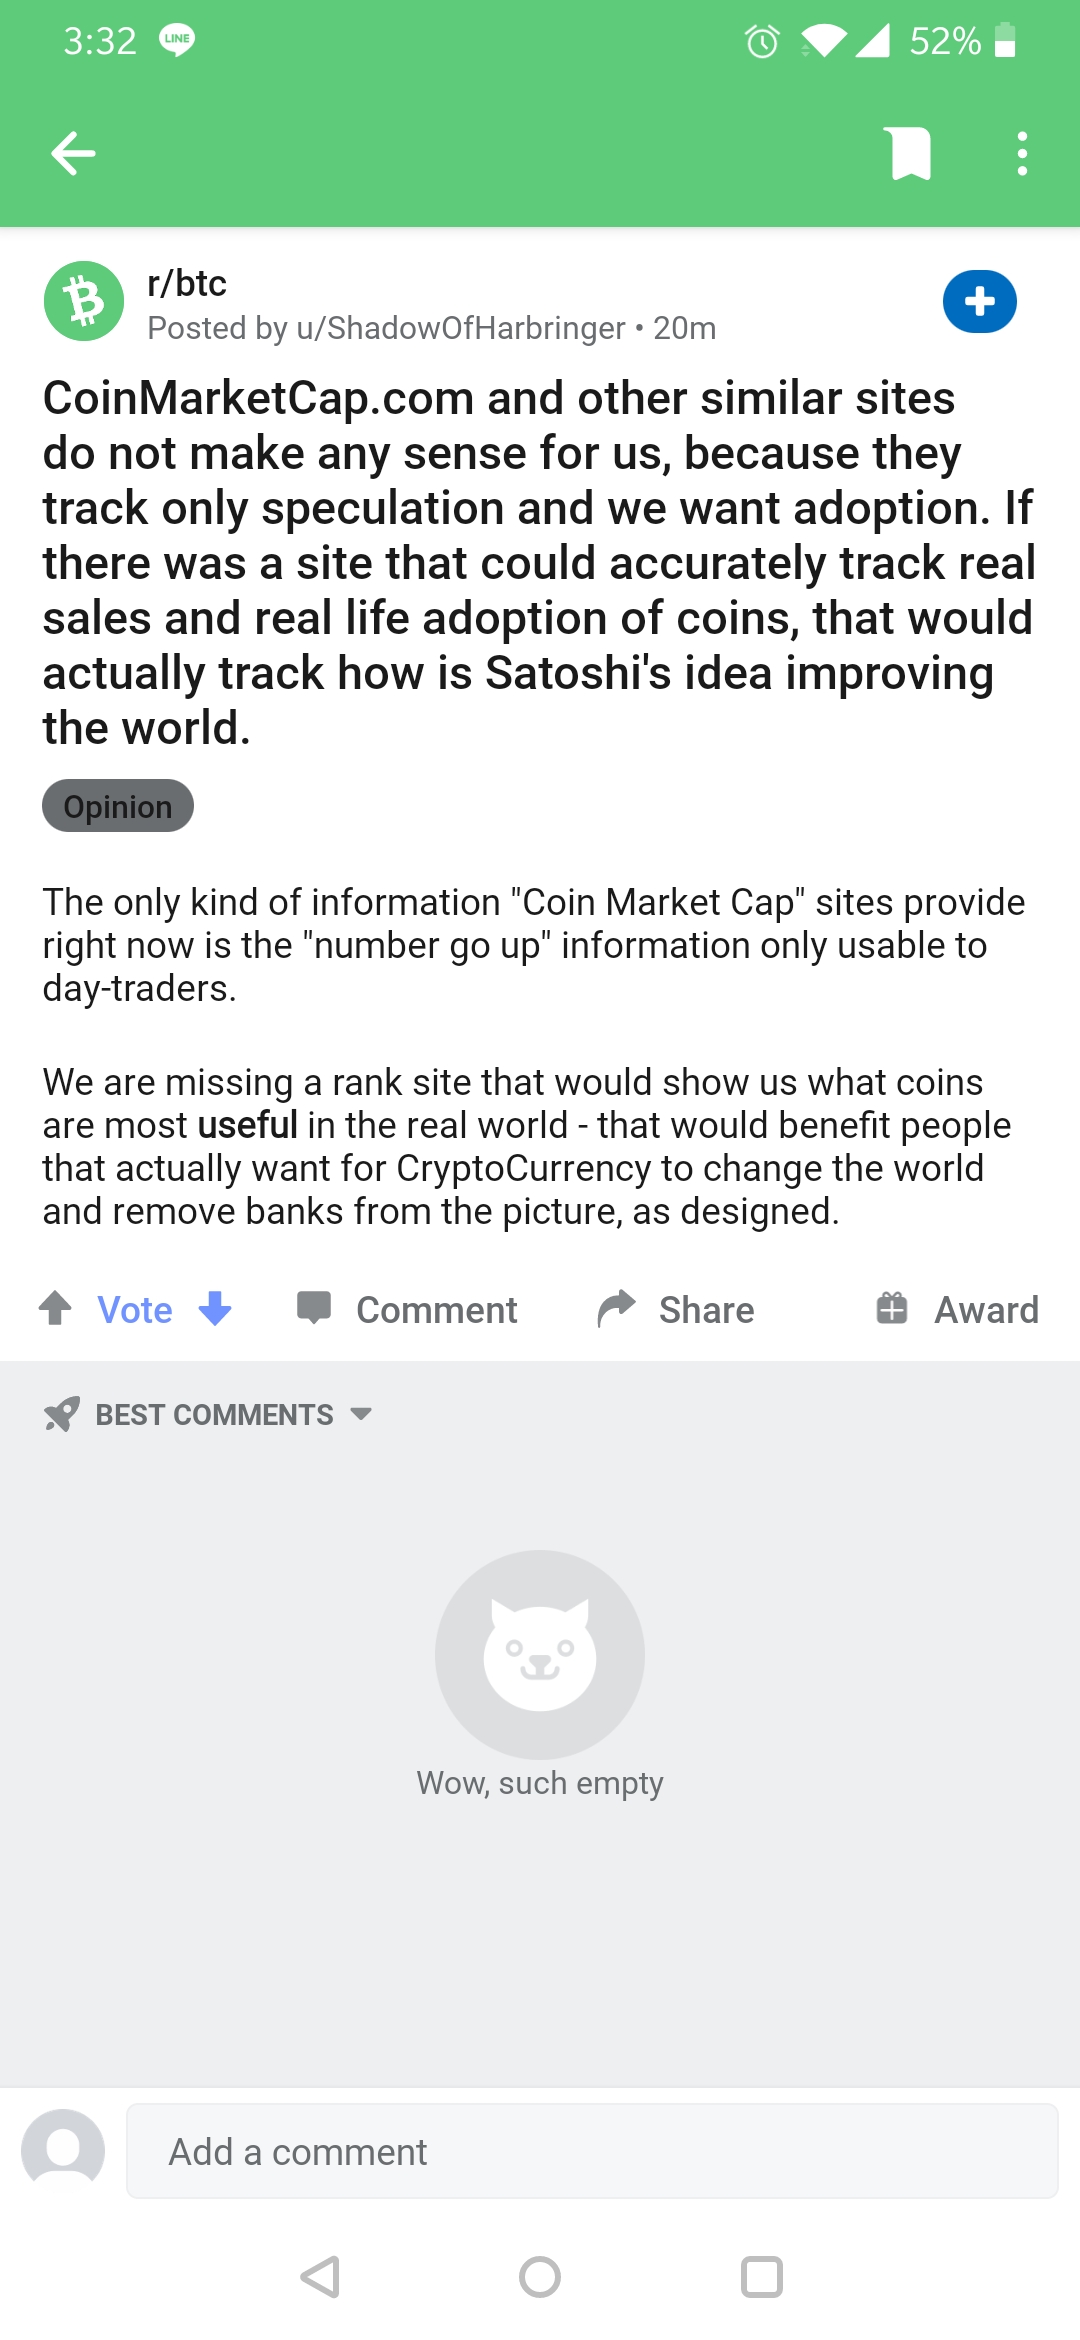 3:32 LINE 52%
r/btc
Posted by u/ShadowOfHarbringer • 20m
CoinMarketCap.com and other similar sites
do not make any sense for us, because they
track only speculation and we want adoption. If
there was a site that could accurately track real
sales and real life adoption of coins, that would
actually track how is Satoshi's idea improving
the world.
Opinion
The only kind of information "Coin Market Cap" sites provide
right now is the "number go up" information only usable to
day-traders.
We are missing a rank site that would show us what coins
are most useful in the real world - that would benefit people
that actually want for CryptoCurrency to change the world
and remove banks from the picture, as designed.
Vote Comment Share Award
BEST COMMENTS
Wow, such empty
Add a comment